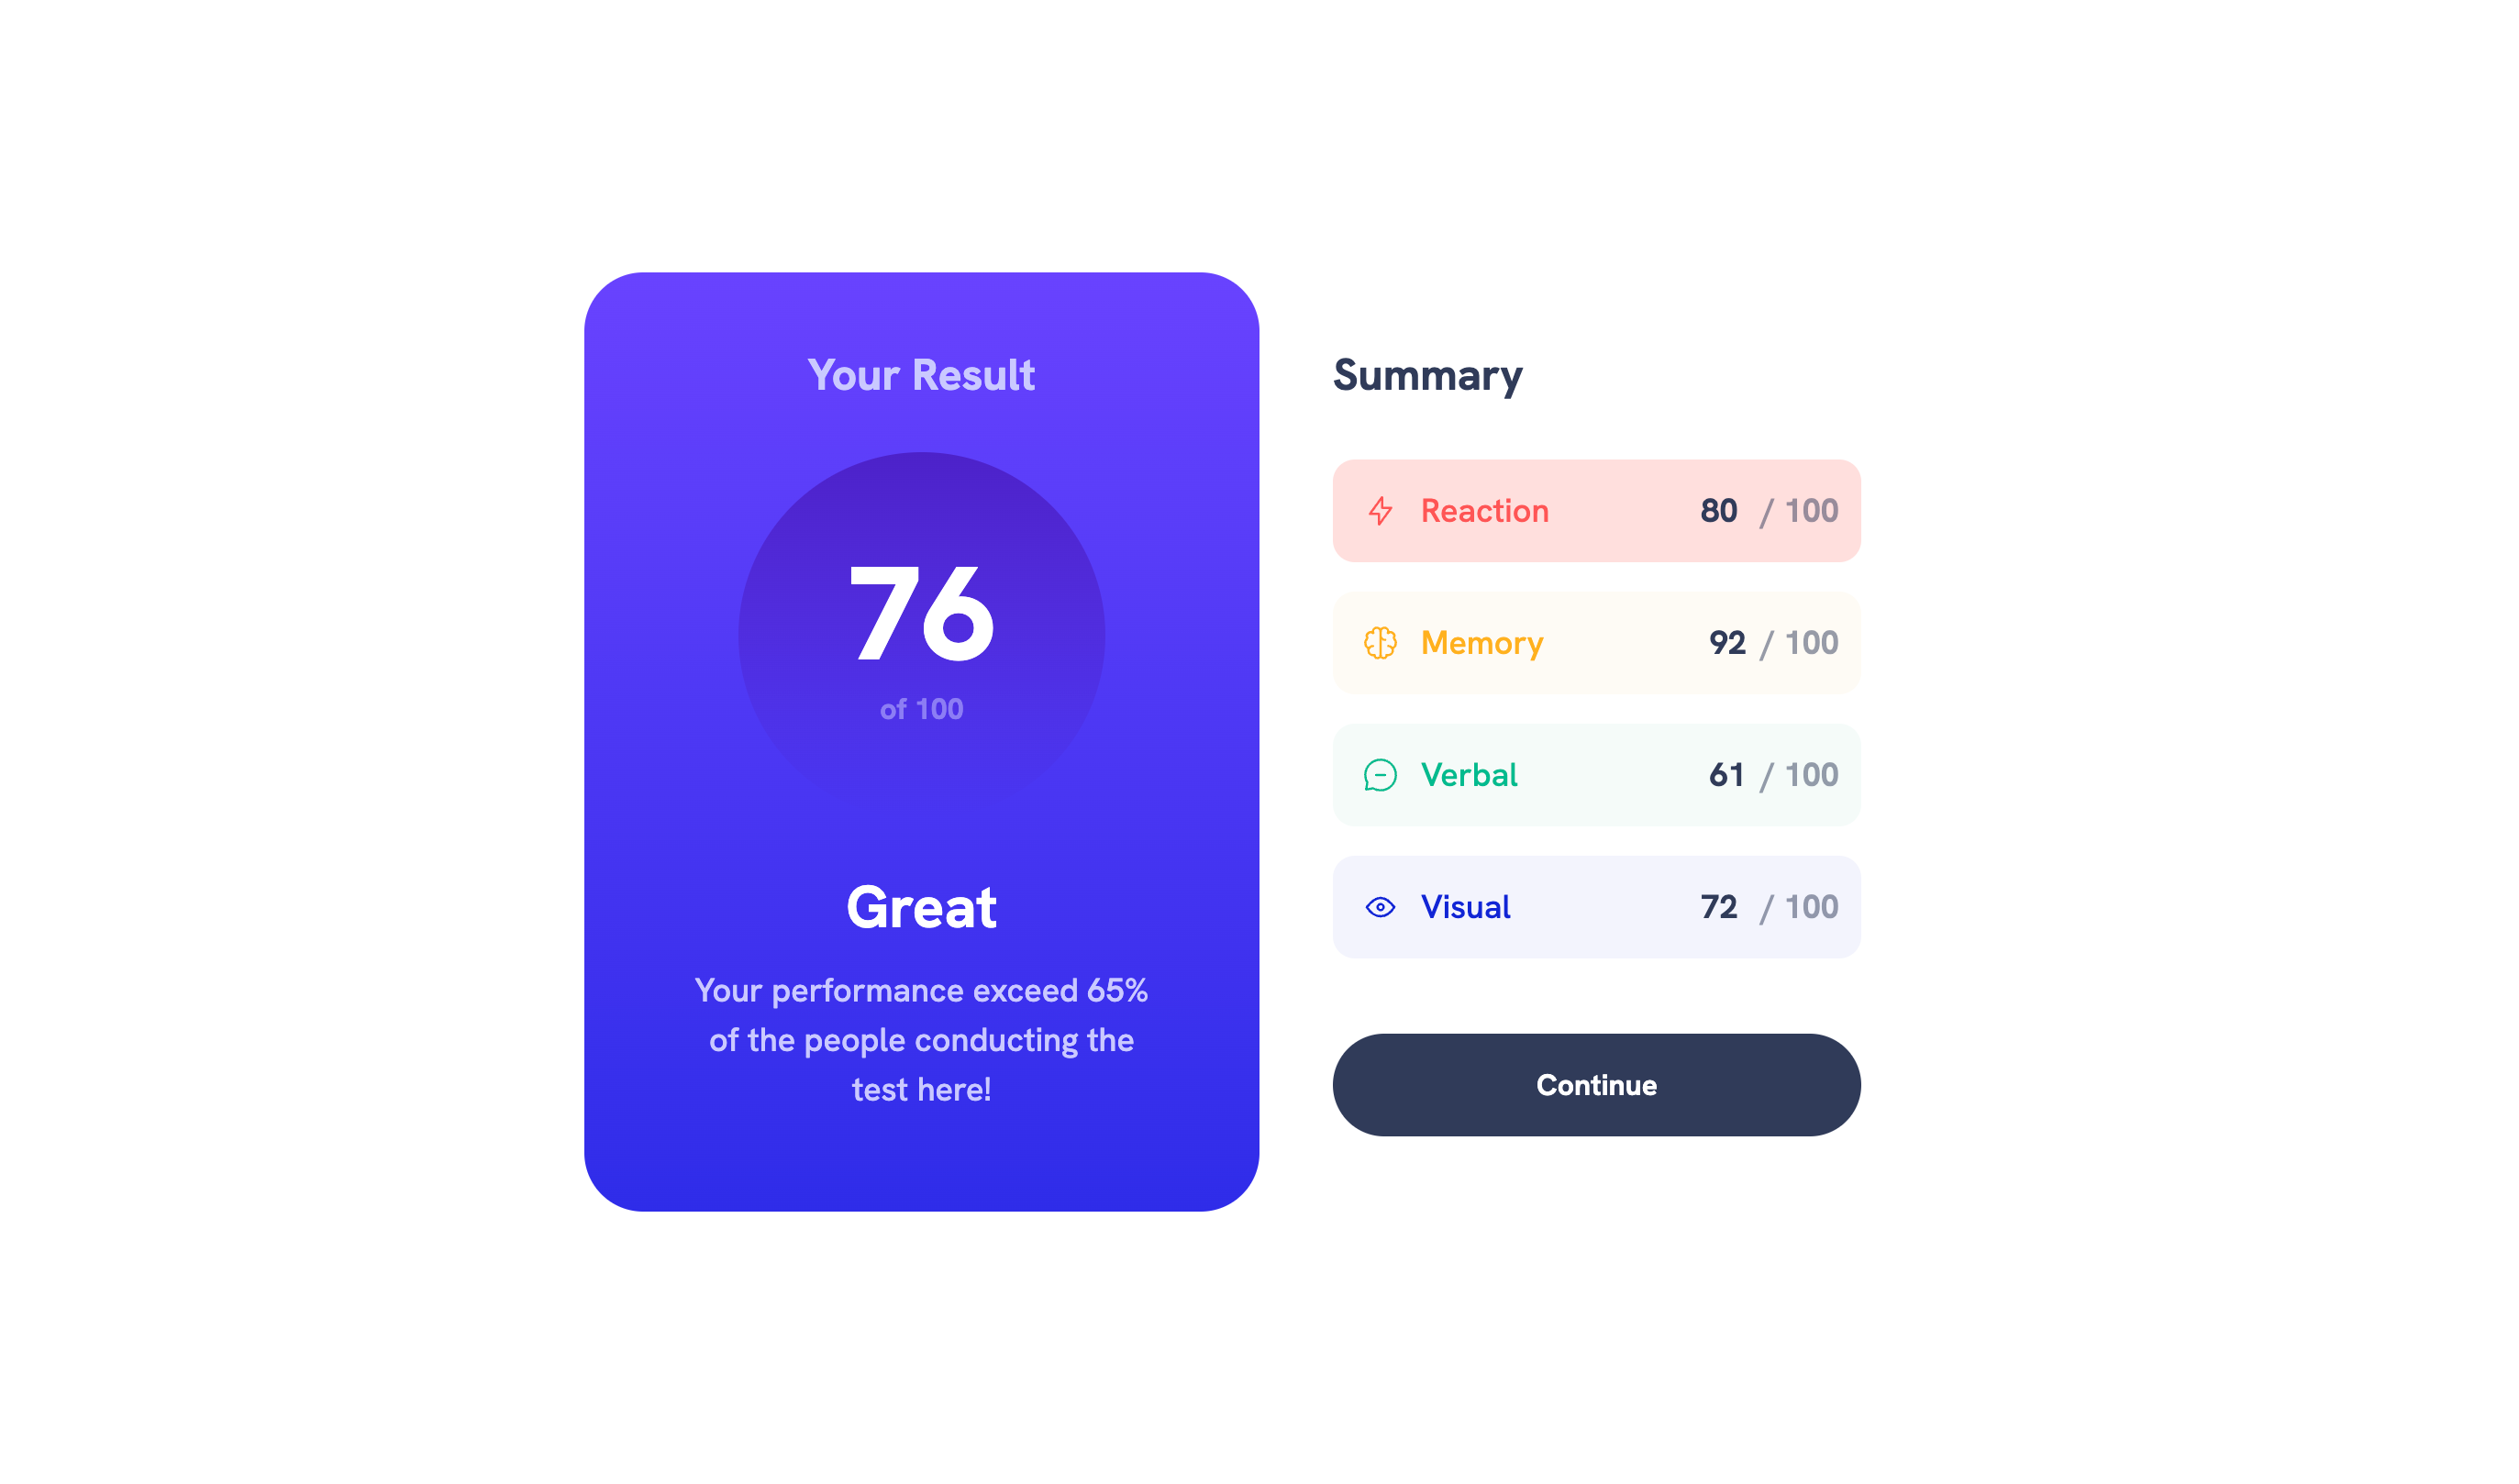 Your Result
76
of 100
Great
Your performance exceed 65%
of the people conducting the
test here!
Summary
Reaction 80 / 100
Memory 92 / 100
Verbal 61 / 100
Visual 72 / 100
Continue